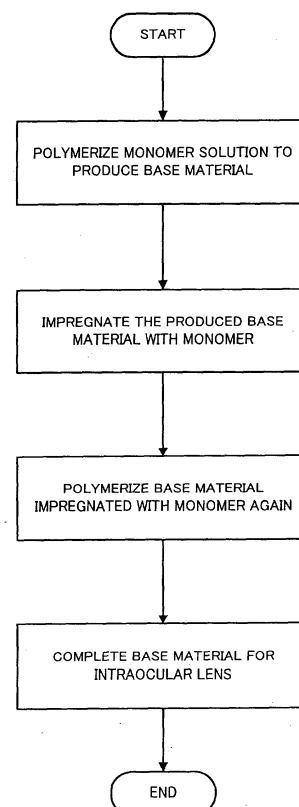 START
POLYMERIZE MONOMER SOLUTION TO
PRODUCE BASE MATERIAL
IMPREGNATE THE PRODUCED BASE
MATERIAL WITH MONOMER
POLYMERIZE BASE MATERIAL
IMPREGNATED WITH MONOMER AGAIN
COMPLETE BASE MATERIAL FOR
INTRAOCULAR LENS
END